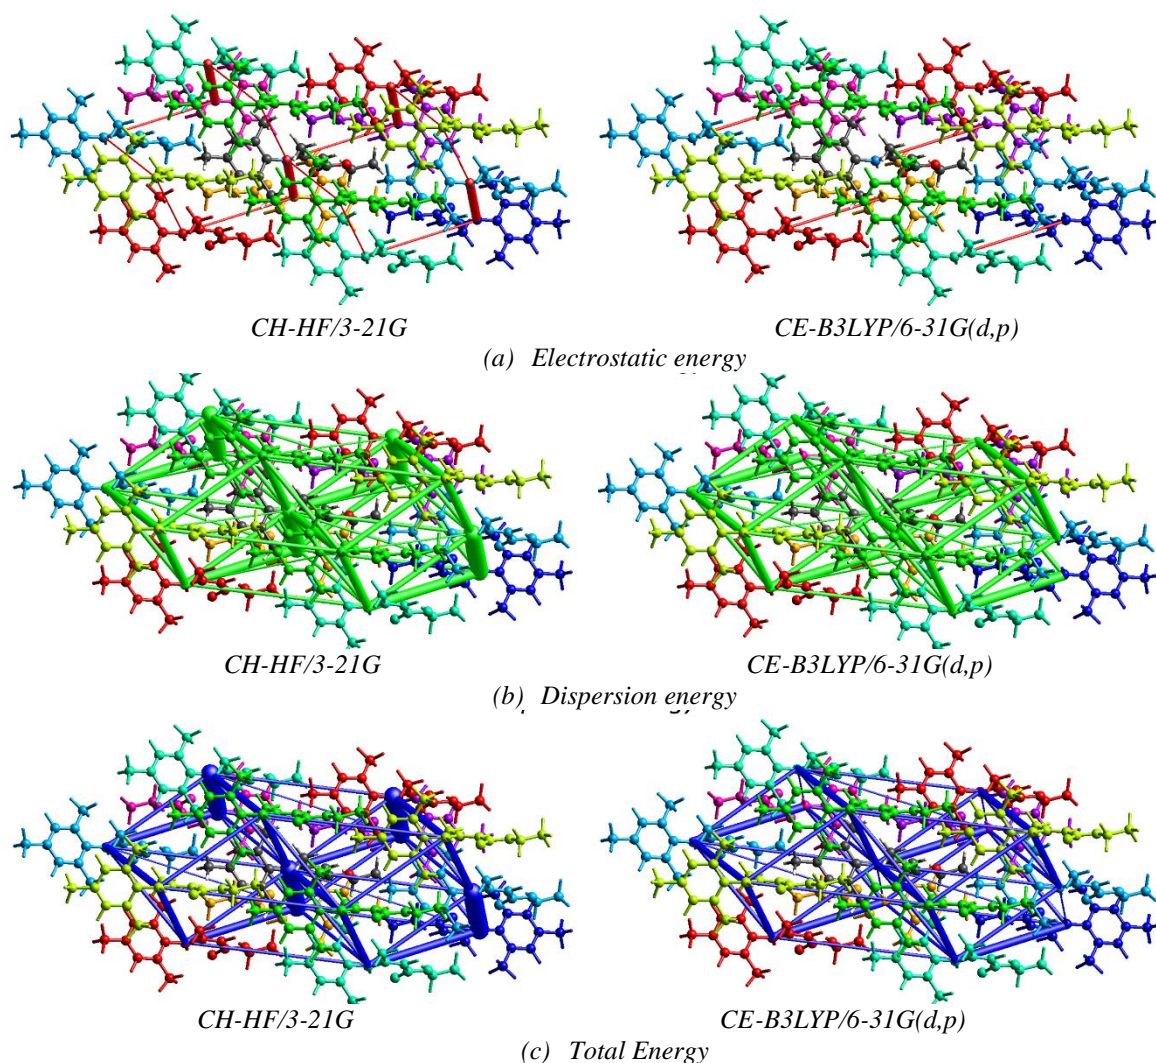 CH-HF/3-21G CE-B3LYP/6-31G(d,p)
(a) Electrostatic energy
CH-HF/3-21G CE-B3LYP/6-31G(d,p)
(b) Dispersion energy
CH-HF/3-21G CE-B3LYP/6-31G(d,p)
(c) Total Energy